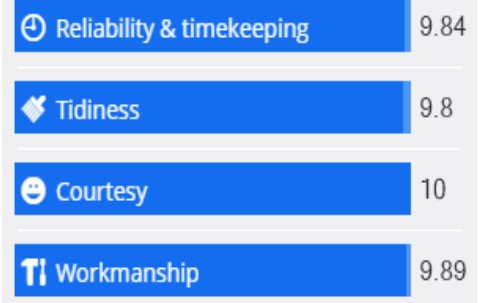 Reliability & timekeeping 9.84
Tidiness 9.8
Courtesy 10
Workmanship 9.89